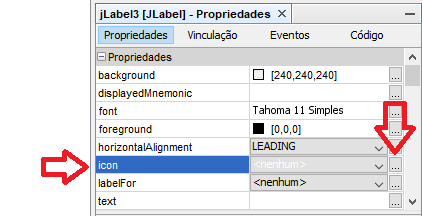 jLabel3 [JLabel] - Propriedades
Propriedades Vinculação Eventos Código
Propriedades
background [240,240,240] ...
displayedMnemonic ...
font Tahoma 11 Simples ...
foreground [0,0,0] ...
horizontalAlignment LEADING ...
icon <nenhum> ...
labelFor <nenhum> ...
text ...